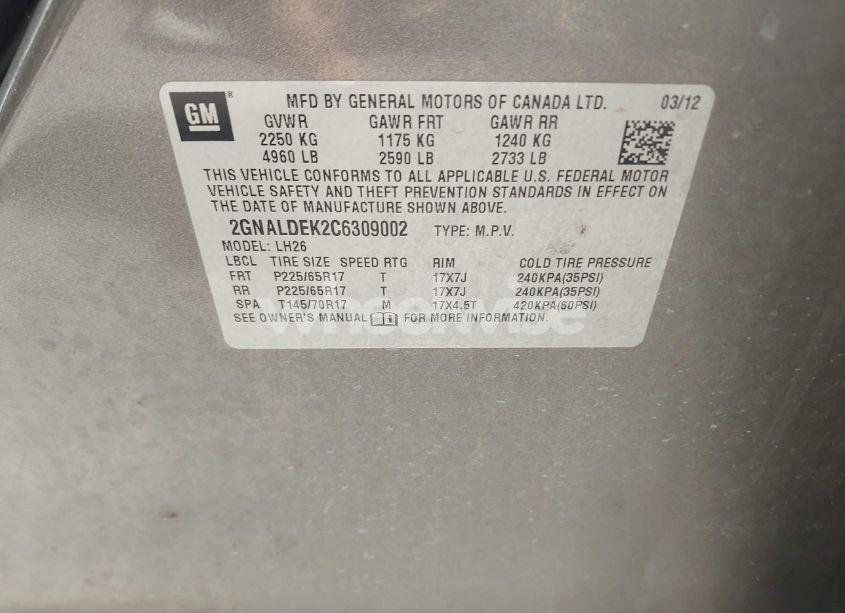 GM ®
MFD BY GENERAL MOTORS OF CANADA LTD. 03/12
GVWR GAWR FRT GAWR RR
2250 KG 1175 KG 1240 KG
4960 LB 2590 LB 2733 LB
THIS VEHICLE CONFORMS TO ALL APPLICABLE U.S. FEDERAL MOTOR
VEHICLE SAFETY AND THEFT PREVENTION STANDARDS IN EFFECT ON
THE DATE OF MANUFACTURE SHOWN ABOVE.
2GNALDEK2C6309002 TYPE: M.P.V.
MODEL: LH26
LBCL TIRE SIZE SPEED RTG RIM COLD TIRE PRESSURE
FRT P225/65R17 T 17X7J 240KPA(35PSI)
RR P225/65R17 T 17X7J 240KPA(35PSI)
SPA T145/70R17 M 17X4.5T 420KPA(60PSI)
SEE OWNER'S MANUAL FOR MORE INFORMATION.
wheelwise